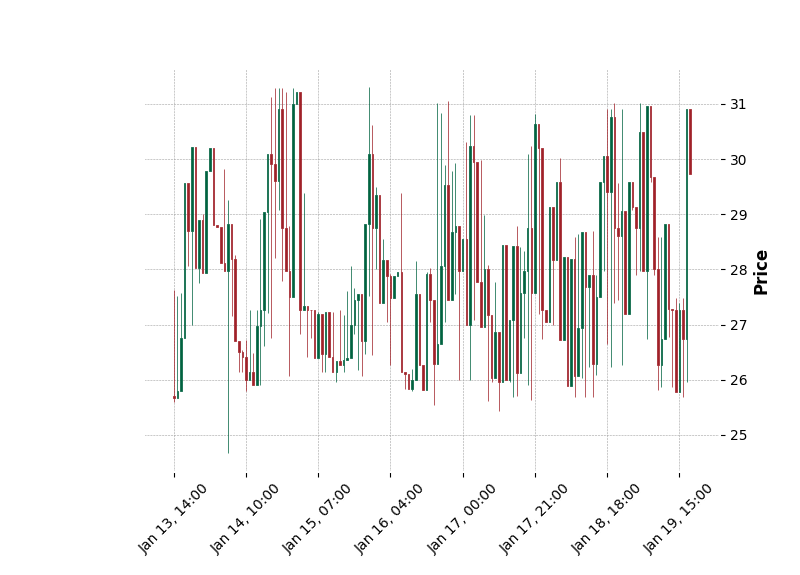 31
30
29
28
27
26
25
Price
Jan 13, 14:00
Jan 14, 10:00
Jan 15, 07:00
Jan 16, 04:00
Jan 17, 00:00
Jan 17, 21:00
Jan 18, 18:00
Jan 19, 15:00